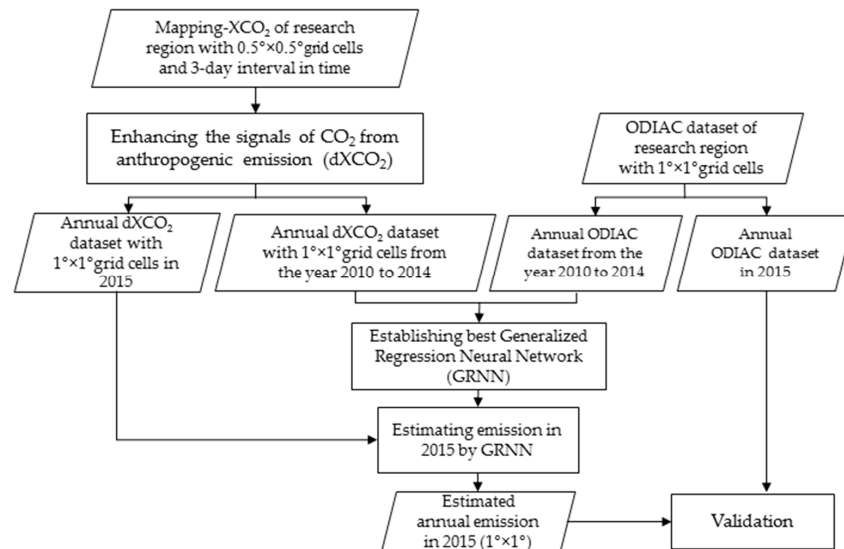 Mapping-XCO₂ of research
region with 0.5°×0.5°grid cells
and 3-day interval in time
Enhancing the signals of CO₂ from
anthropogenic emission (dXCO₂)
ODIAC dataset of
research region
with 1°×1°grid cells
Annual dXCO₂
dataset with
1°×1°grid cells in
2015
Annual dXCO₂ dataset
with 1°×1°grid cells from
the year 2010 to 2014
Annual ODIAC
dataset from the
year 2010 to 2014
Annual
ODIAC dataset
in 2015
Establishing best Generalized
Regression Neural Network
(GRNN)
Estimating emission in
2015 by GRNN
Estimated
annual emission
in 2015 (1°×1°)
Validation